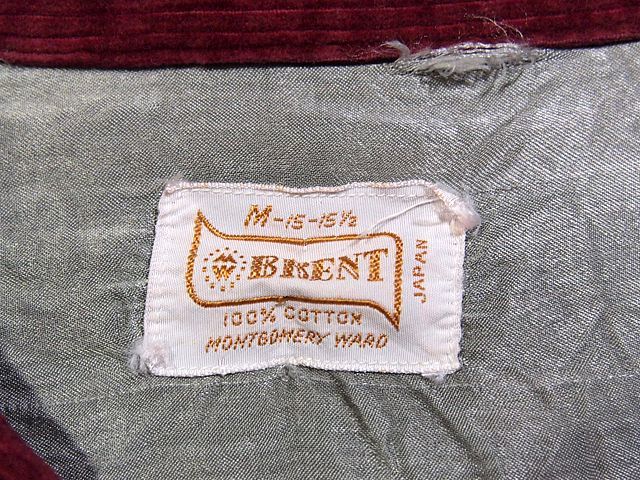 M-15-15½
W BRENT
100% COTTON
MONTGOMERY WARD
JAPAN